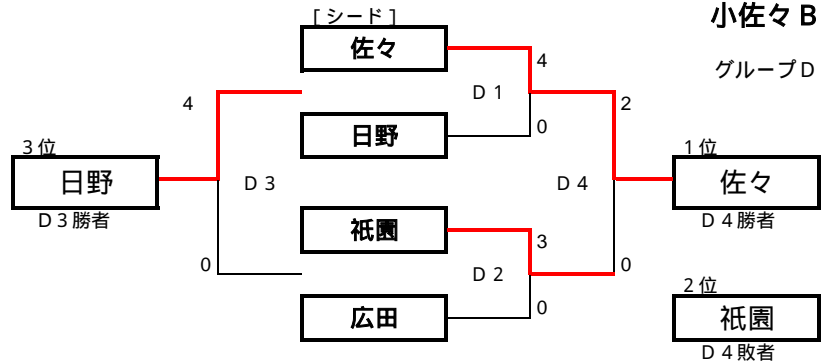 [シード]
小佐々B
佐々
グループD
4
D1
4
2
日野
0
3位
1位
日野
D3
D4
佐々
D3勝者
D4勝者
祇園
3
0
0
D2
2位
広田
0
祇園
D4敗者